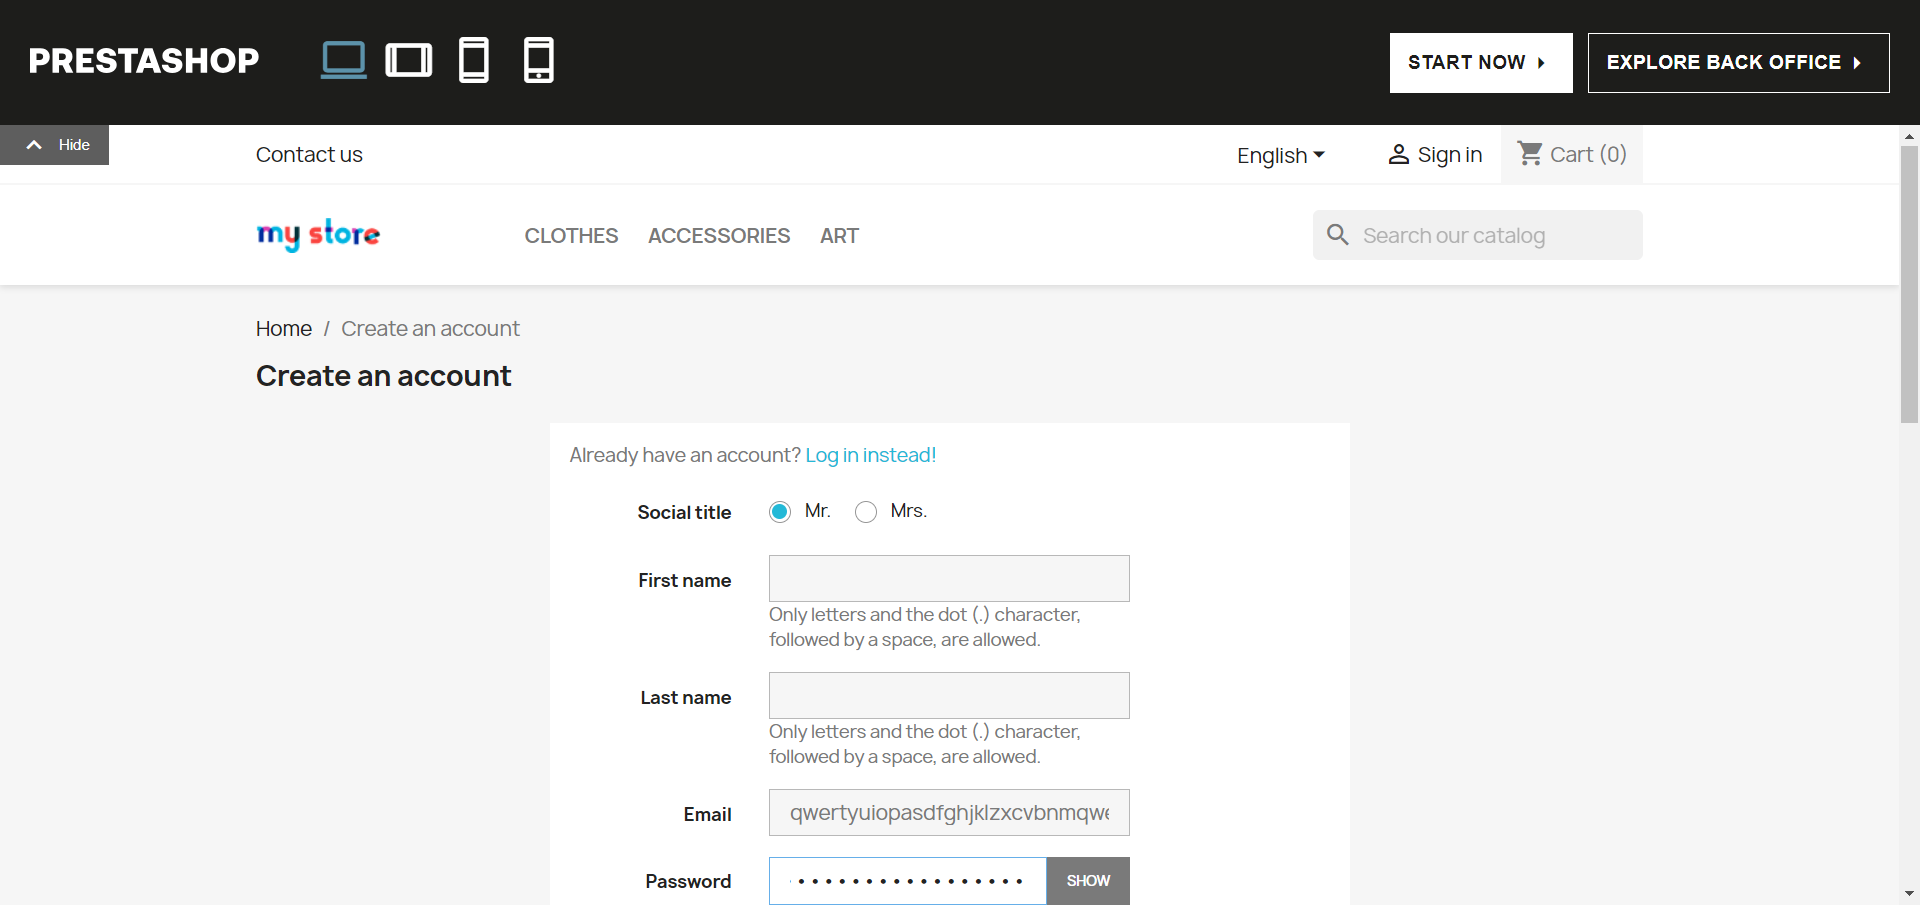 PRESTASHOP
START NOW
EXPLORE BACK OFFICE
Hide
Contact us
English
Sign in
Cart (0)
my store
CLOTHES
ACCESSORIES
ART
Search our catalog
Home / Create an account
Create an account
Already have an account? Log in instead!
Social title
Mr.
Mrs.
First name
Only letters and the dot (.) character,
followed by a space, are allowed.
Last name
Only letters and the dot (.) character,
followed by a space, are allowed.
Email
qwertyuiopasdfghjklzxcvbnmqwe
Password
SHOW